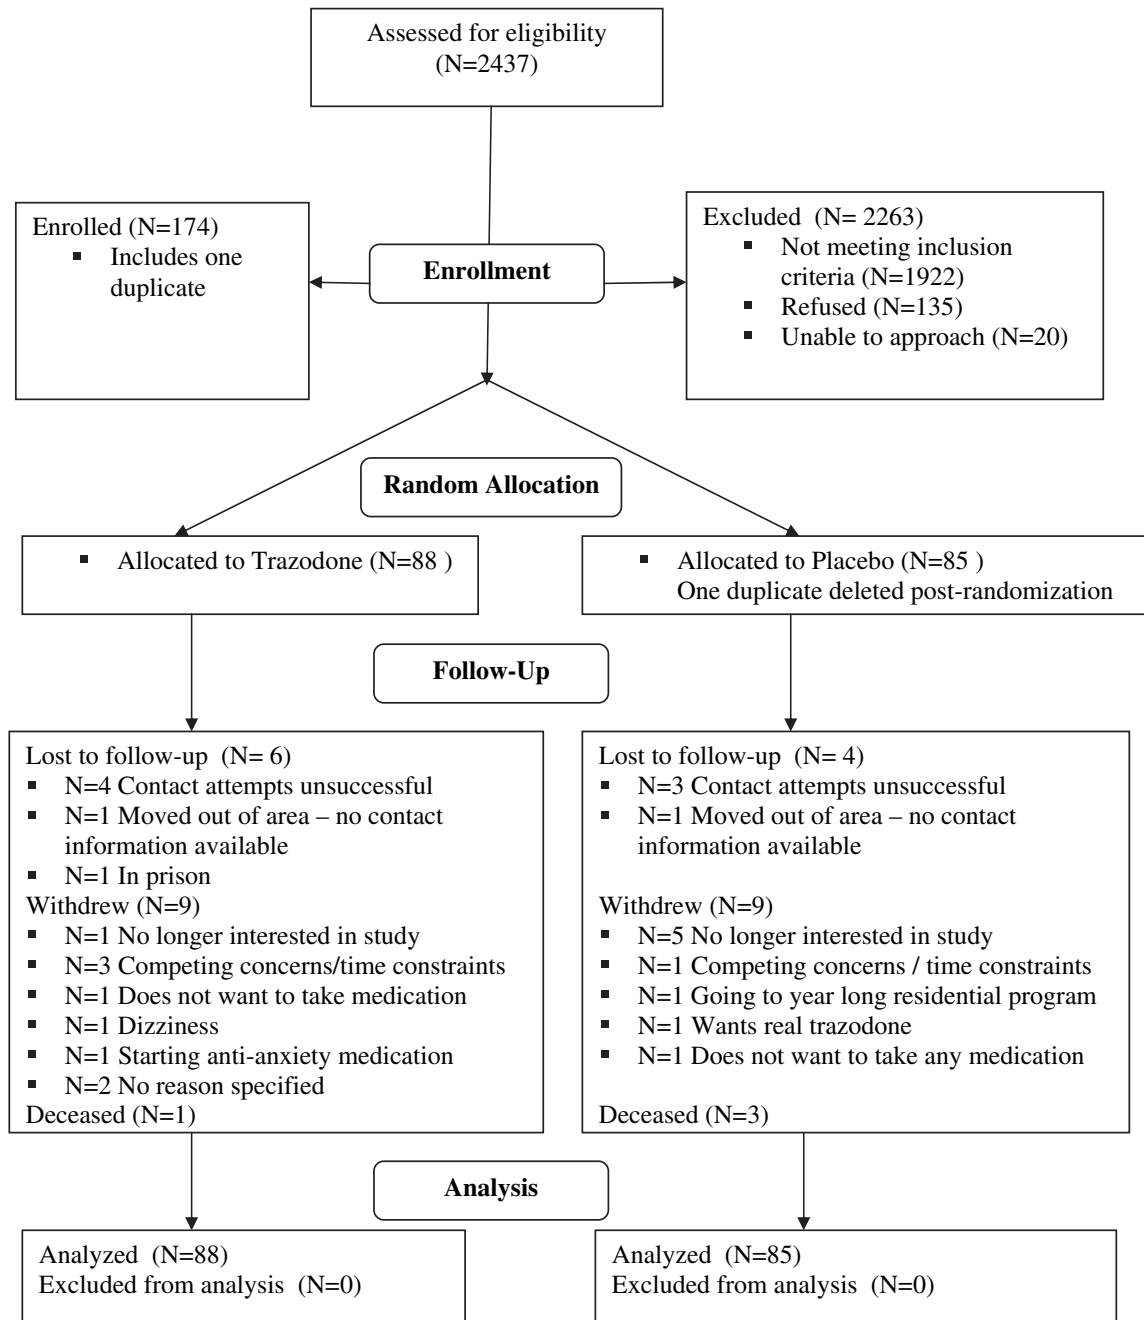 Assessed for eligibility
(N=2437)
Enrolled (N=174)
▪ Includes one
duplicate
Enrollment
Excluded (N= 2263)
▪ Not meeting inclusion
criteria (N=1922)
▪ Refused (N=135)
▪ Unable to approach (N=20)
Random Allocation
▪ Allocated to Trazodone (N=88 )
▪ Allocated to Placebo (N=85 )
One duplicate deleted post-randomization
Follow-Up
Lost to follow-up (N= 6)
▪ N=4 Contact attempts unsuccessful
▪ N=1 Moved out of area – no contact
information available
▪ N=1 In prison
Withdrew (N=9)
▪ N=1 No longer interested in study
▪ N=3 Competing concerns/time constraints
▪ N=1 Does not want to take medication
▪ N=1 Dizziness
▪ N=1 Starting anti-anxiety medication
▪ N=2 No reason specified
Deceased (N=1)
Lost to follow-up (N= 4)
▪ N=3 Contact attempts unsuccessful
▪ N=1 Moved out of area – no contact
information available
Withdrew (N=9)
▪ N=5 No longer interested in study
▪ N=1 Competing concerns / time constraints
▪ N=1 Going to year long residential program
▪ N=1 Wants real trazodone
▪ N=1 Does not want to take any medication
Deceased (N=3)
Analysis
Analyzed (N=88)
Excluded from analysis (N=0)
Analyzed (N=85)
Excluded from analysis (N=0)